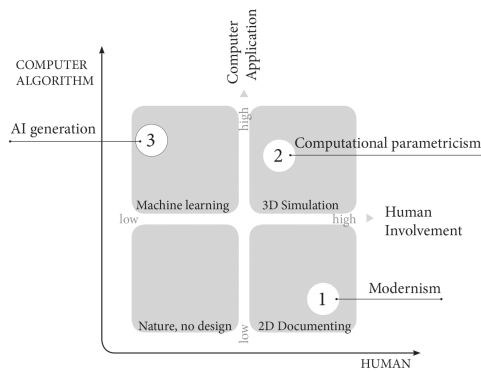 Computer
Application
COMPUTER
ALGORITHM
high
AI generation
3
2
Computational parametricism
Machine learning
3D Simulation
low
high
Human
Involvement
1
Modernism
Nature, no design
2D Documenting
low
HUMAN